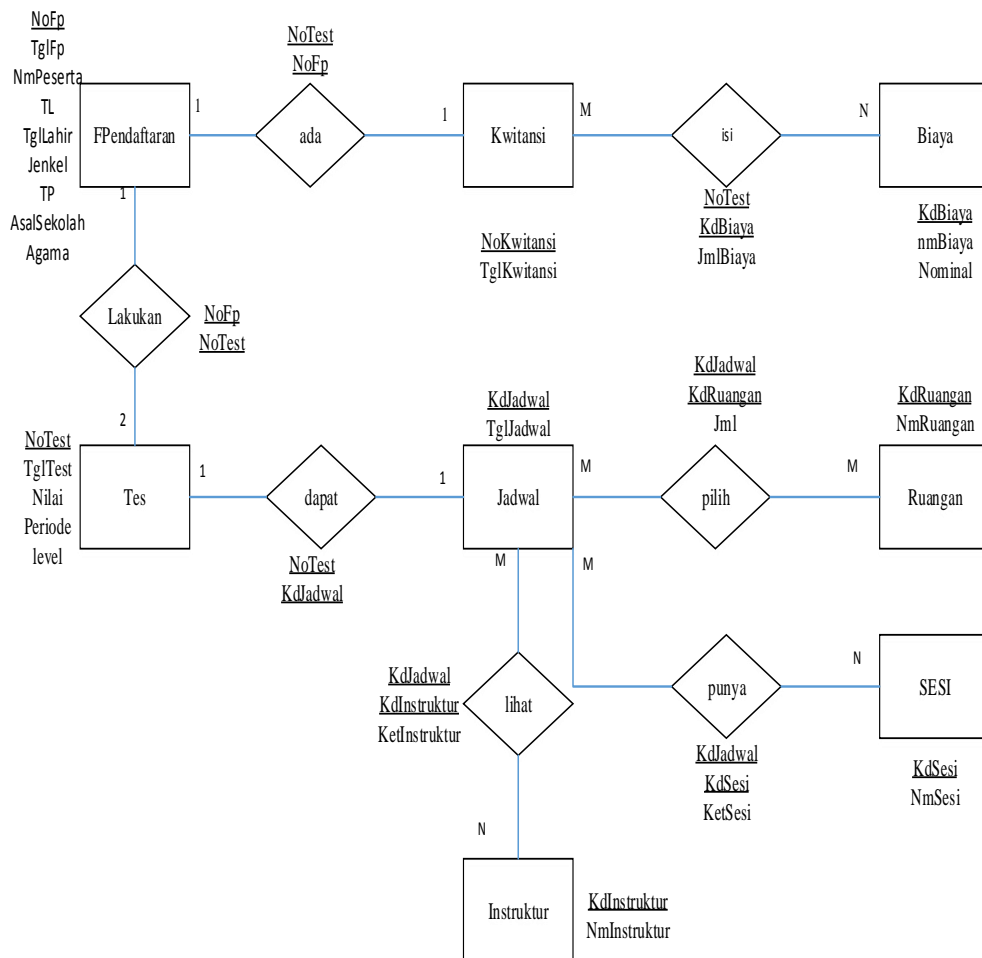 NoFp
TglFp
NmPeserta
TL
TglLahir
Jenkel
TP
AsalSekolah
Agama
FPendaftaran
1
1
NoTest
NoFp
ada
1
Kwitansi
M
NoKwitansi
TglKwitansi
isi
NoTest
KdBiaya
JmlBiaya
N
Biaya
KdBiaya
nmBiaya
Nominal
Lakukan
NoFp
NoTest
2
NoTest
TglTest
Nilai
Periode
level
Tes
1
dapat
NoTest
KdJadwal
1
KdJadwal
TglJadwal
Jadwal
M
M
M
KdJadwal
KdRuangan
Jml
pilih
M
KdRuangan
NmRuangan
Ruangan
KdJadwal
KdInstruktur
KetInstruktur
lihat
punya
KdJadwal
KdSesi
KetSesi
N
SESI
KdSesi
NmSesi
N
Instruktur
KdInstruktur
NmInstruktur